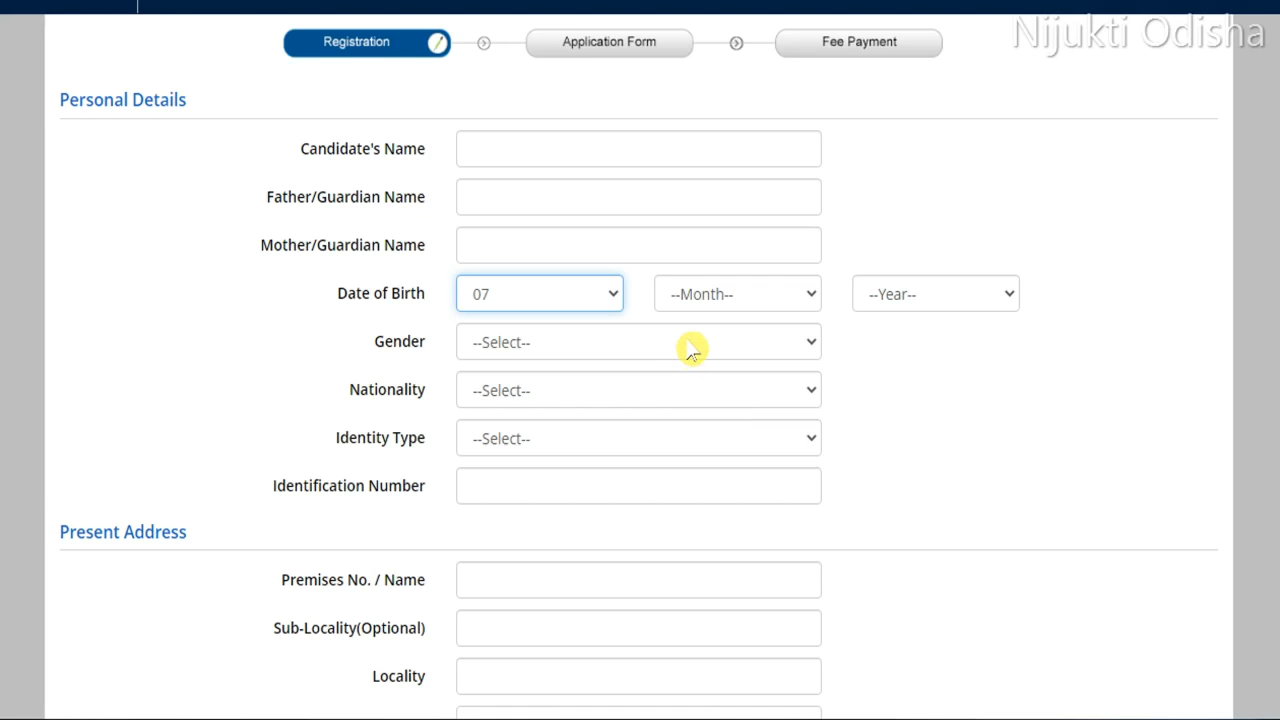 Registration
Application Form
Fee Payment
Nijukti Odisha
Personal Details
Candidate's Name
Father/Guardian Name
Mother/Guardian Name
Date of Birth 07 --Month-- --Year--
Gender --Select--
Nationality --Select--
Identity Type --Select--
Identification Number
Present Address
Premises No. / Name
Sub-Locality(Optional)
Locality